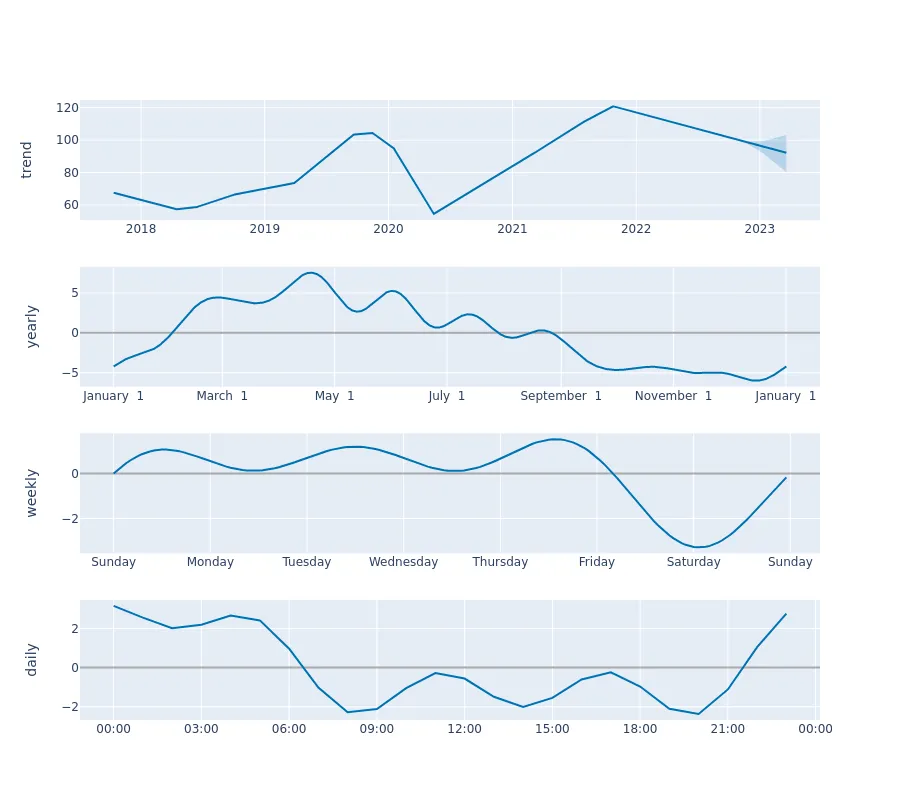 120
100
80
60
trend
2018 2019 2020 2021 2022 2023
5
0
−5
yearly
January 1 March 1 May 1 July 1 September 1 November 1 January 1
0
−2
weekly
Sunday Monday Tuesday Wednesday Thursday Friday Saturday Sunday
2
0
−2
daily
00:00 03:00 06:00 09:00 12:00 15:00 18:00 21:00 00:00